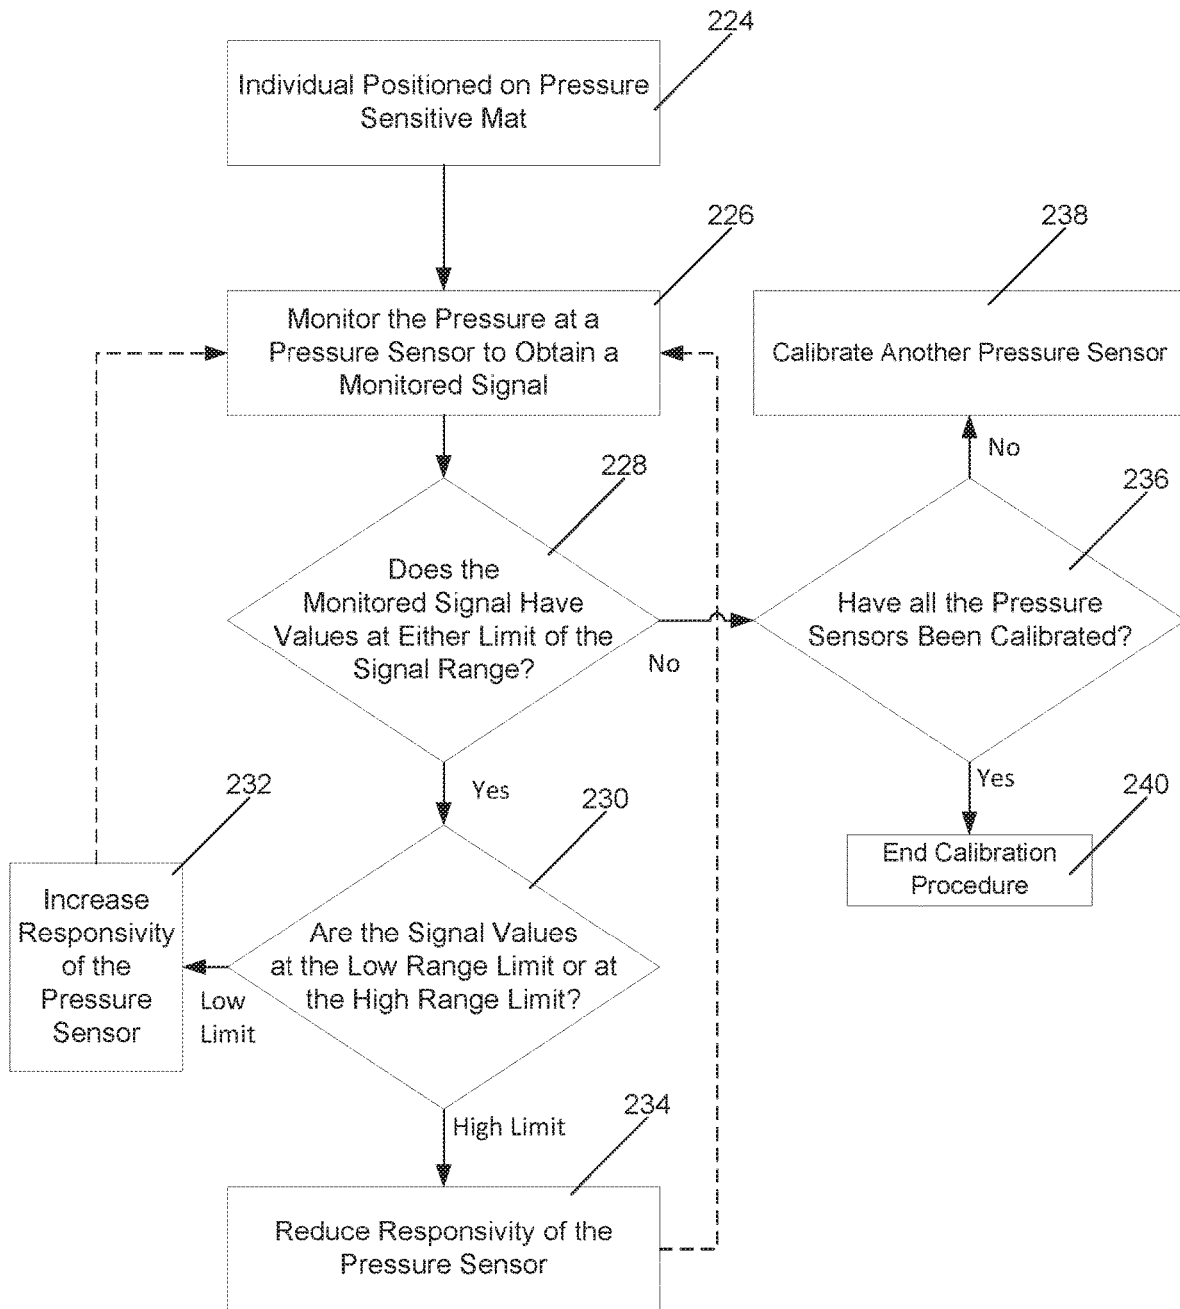 224
Individual Positioned on Pressure
Sensitive Mat
226
Monitor the Pressure at a
Pressure Sensor to Obtain a
Monitored Signal
238
Calibrate Another Pressure Sensor
No
228
Does the
Monitored Signal Have
Values at Either Limit of the
Signal Range?
No
236
Have all the Pressure
Sensors Been Calibrated?
Yes
Yes
240
End Calibration
Procedure
230
Are the Signal Values
at the Low Range Limit or at
the High Range Limit?
Low
Limit
232
Increase
Responsivity
of the
Pressure
Sensor
High Limit
234
Reduce Responsivity of the
Pressure Sensor